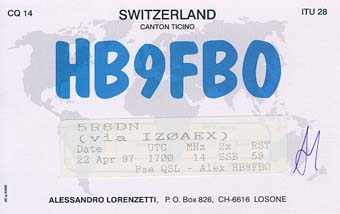 CQ 14
SWITZERLAND
ITU 28
CANTON TICINO
HB9FBO
5R8DN
(via IZØAEX)
Date UTC MHz 2x RST
22 Apr 97 1700 14 SSB 59
Pse QSL - Alex HB9FBO
ALESSANDRO LORENZETTI, P. O. Box 826, CH-6616 LOSONE